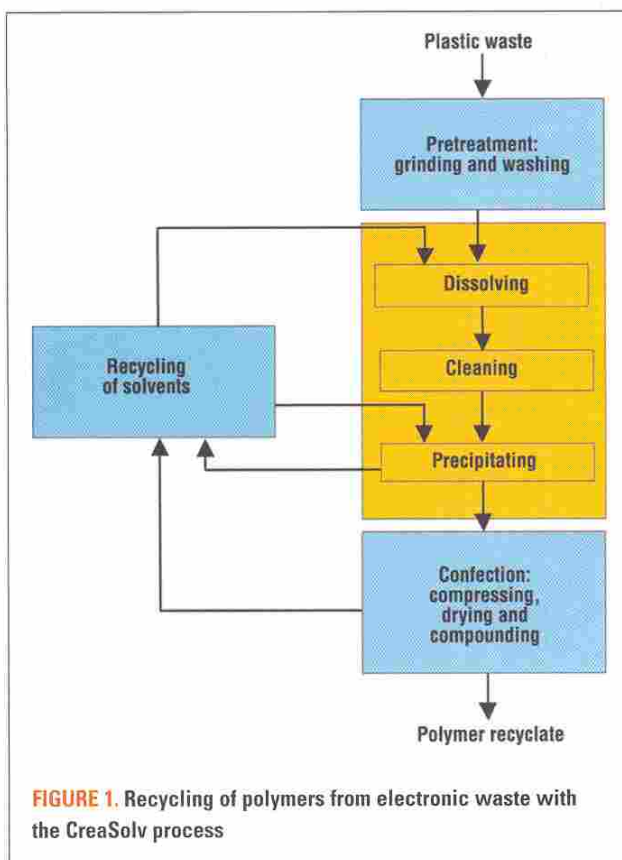 Plastic waste
Pretreatment:
grinding and washing
Dissolving
Recycling
of solvents
Cleaning
Precipitating
Confection:
compressing,
drying and
compounding
Polymer recyclate
FIGURE 1. Recycling of polymers from electronic waste with
the CreaSolv process